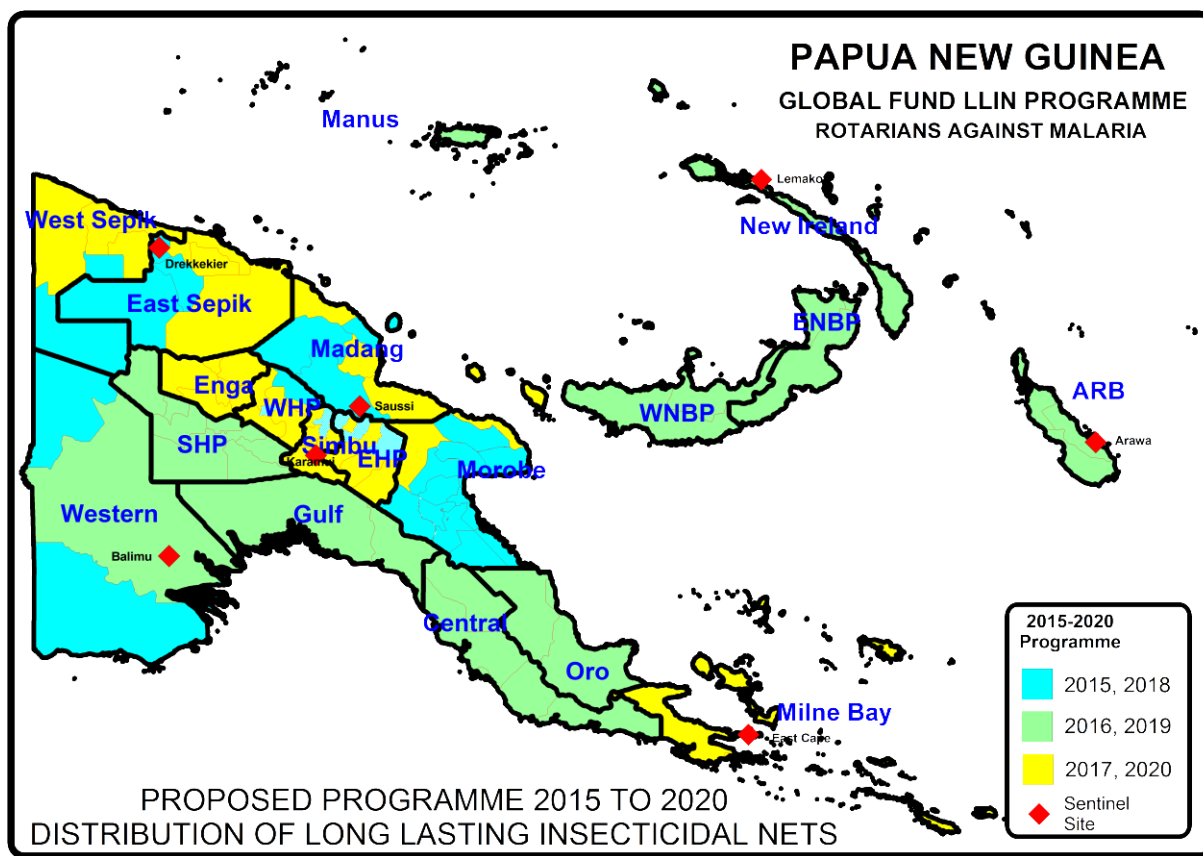 PAPUA NEW GUINEA
GLOBAL FUND LLIN PROGRAMME
ROTARIANS AGAINST MALARIA
Manus
Lemakot
West Sepik
New Ireland
Drekkekier
East Sepik
ENBP
Madang
Enga
ARB
WHP
Saussi
WNBP
SHP
Simbu
Arawa
EHP
Karamui
Morobe
Western
Gulf
Balimu
Central
Oro
Milne Bay
East Cape
2015-2020
Programme
2015, 2018
2016, 2019
2017, 2020
Sentinel
Site
PROPOSED PROGRAMME 2015 TO 2020
DISTRIBUTION OF LONG LASTING INSECTICIDAL NETS